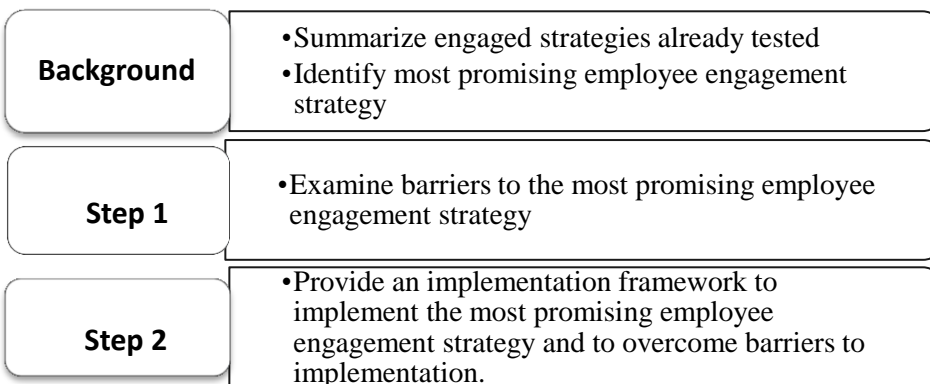 Background
•Summarize engaged strategies already tested
•Identify most promising employee engagement
strategy
Step 1
•Examine barriers to the most promising employee
engagement strategy
Step 2
•Provide an implementation framework to
implement the most promising employee
engagement strategy and to overcome barriers to
implementation.